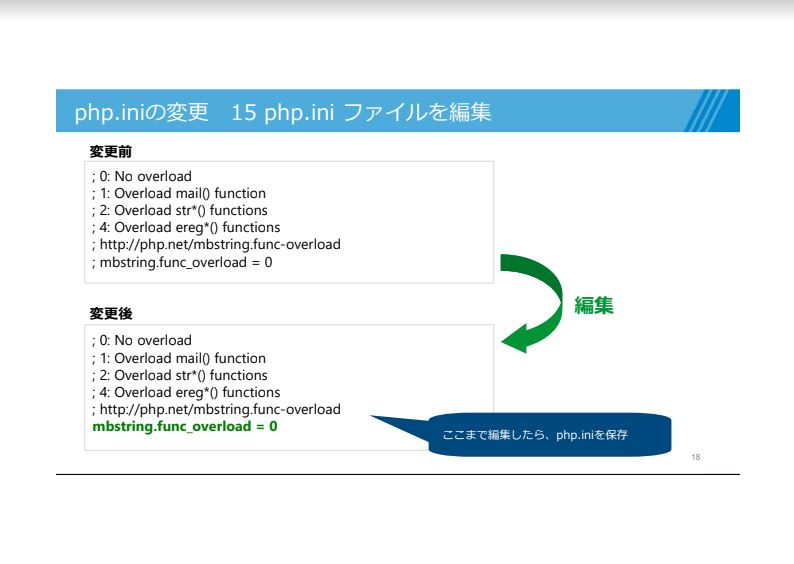 php.iniの変更　15 php.ini ファイルを編集
変更前
; 0: No overload
; 1: Overload mail() function
; 2: Overload str*() functions
; 4: Overload ereg*() functions
; http://php.net/mbstring.func-overload
; mbstring.func_overload = 0
編集
変更後
; 0: No overload
; 1: Overload mail() function
; 2: Overload str*() functions
; 4: Overload ereg*() functions
; http://php.net/mbstring.func-overload
mbstring.func_overload = 0
ここまで編集したら、php.iniを保存
18